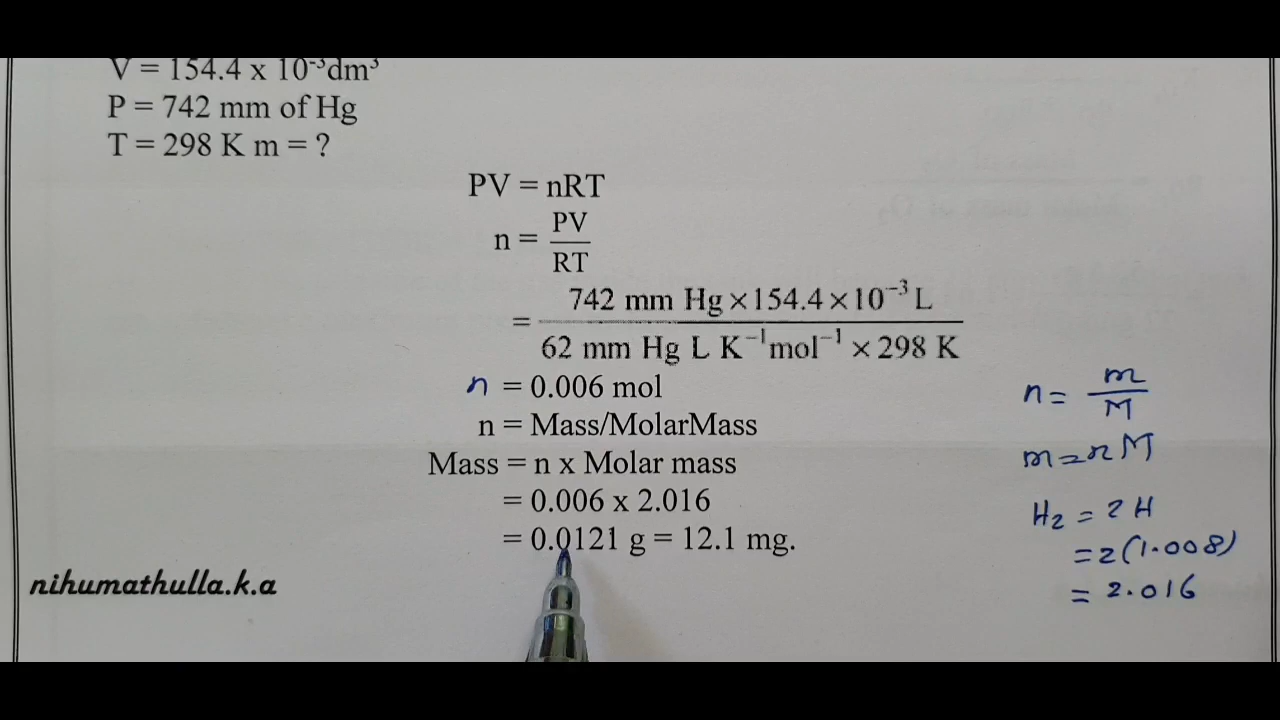 V = 154.4 x 10⁻³dm³
P = 742 mm of Hg
T = 298 K m = ?
PV = nRT
n = PV/RT
= 742 mm Hg × 154.4 × 10⁻³ L / 62 mm Hg L K⁻¹mol⁻¹ × 298 K
n = 0.006 mol
n = Mass/MolarMass
Mass = n x Molar mass
= 0.006 x 2.016
= 0.0121 g = 12.1 mg.
n = m/M
m = nM
H₂ = 2H
= 2(1.008)
= 2.016
nihumathulla.k.a